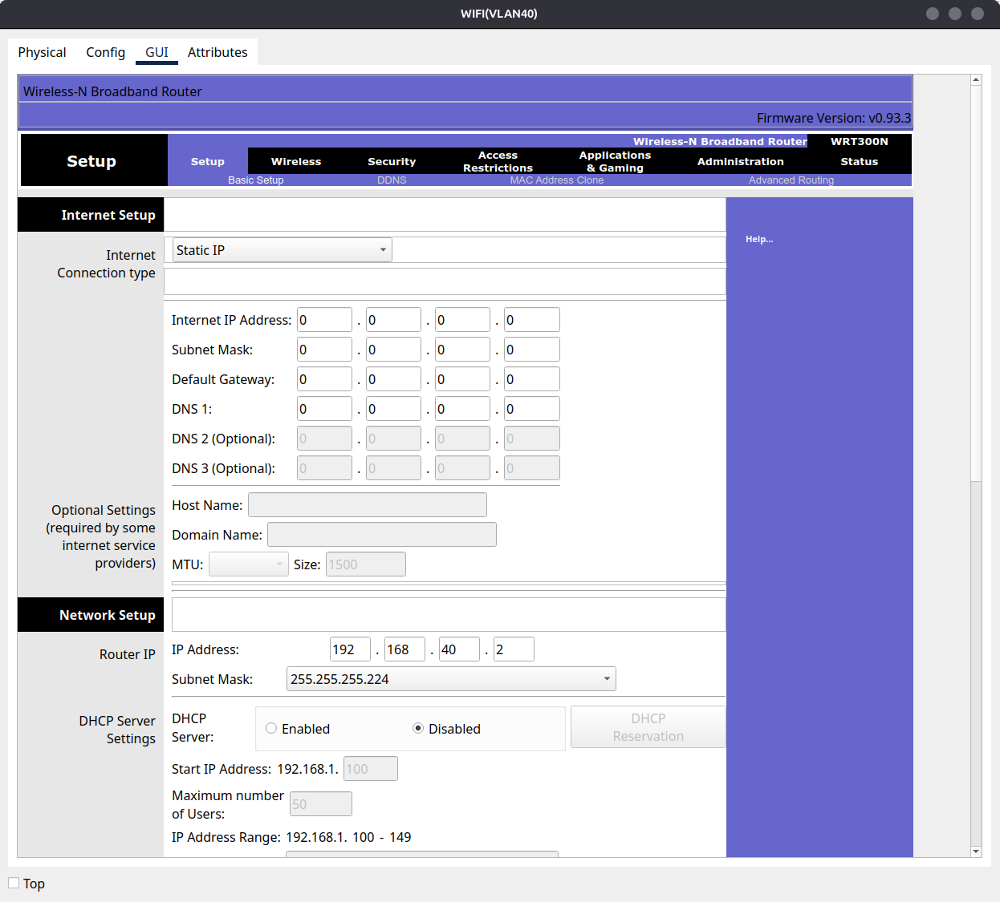 WIFI(VLAN40)
Physical Config GUI Attributes
Wireless-N Broadband Router
Firmware Version: v0.93.3
Wireless-N Broadband Router WRT300N
Setup
Setup Wireless Security Access Restrictions Applications & Gaming Administration Status
Basic Setup DDNS MAC Address Clone Advanced Routing
Internet Setup
Help...
Internet
Connection type
Static IP
Internet IP Address: 0 . 0 . 0 . 0
Subnet Mask: 0 . 0 . 0 . 0
Default Gateway: 0 . 0 . 0 . 0
DNS 1: 0 . 0 . 0 . 0
DNS 2 (Optional): 0 . 0 . 0 . 0
DNS 3 (Optional): 0 . 0 . 0 . 0
Optional Settings
(required by some
internet service
providers)
Host Name:
Domain Name:
MTU: Size: 1500
Network Setup
Router IP
IP Address: 192 . 168 . 40 . 2
Subnet Mask: 255.255.255.224
DHCP Server
Settings
DHCP
Server:
Enabled Disabled
DHCP
Reservation
Start IP Address: 192.168.1. 100
Maximum number
of Users:
50
IP Address Range: 192.168.1. 100 - 149
Top